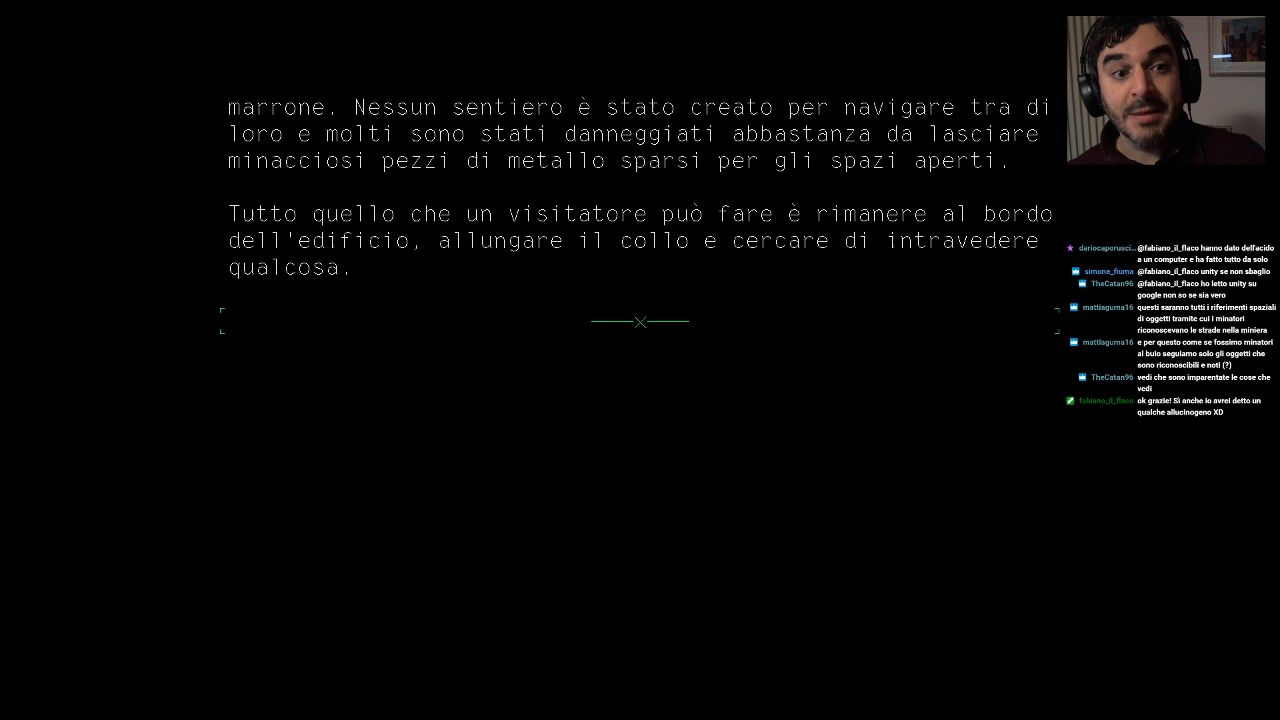 marrone. Nessun sentiero è stato creato per navigare tra di
loro e molti sono stati danneggiati abbastanza da lasciare
minacciosi pezzi di metallo sparsi per gli spazi aperti.
Tutto quello che un visitatore può fare è rimanere al bordo
dell'edificio, allungare il collo e cercare di intravedere
qualcosa.
dariocaporusci... @fabiano_il_flaco hanno dato dell'acido
a un computer e ha fatto tutto da solo
simone_fiuma @fabiano_il_flaco unity se non sbaglio
TheCatan96 @fabiano_il_flaco ho letto unity su
google non so se sia vero
mattiaguma16 questi saranno tutti i riferimenti spaziali
di oggetti tramite cui i minatori
riconoscevano le strade nella miniera
mattiaguma16 e per questo come se fossimo minatori
al buio seguiamo solo gli oggetti che
sono riconoscibili e noti (?)
TheCatan96 vedi che sono imparentate le cose che
vedi
fabiano_il_flaco ok grazie! Sì anche io avrei detto un
qualche allucinogeno XD